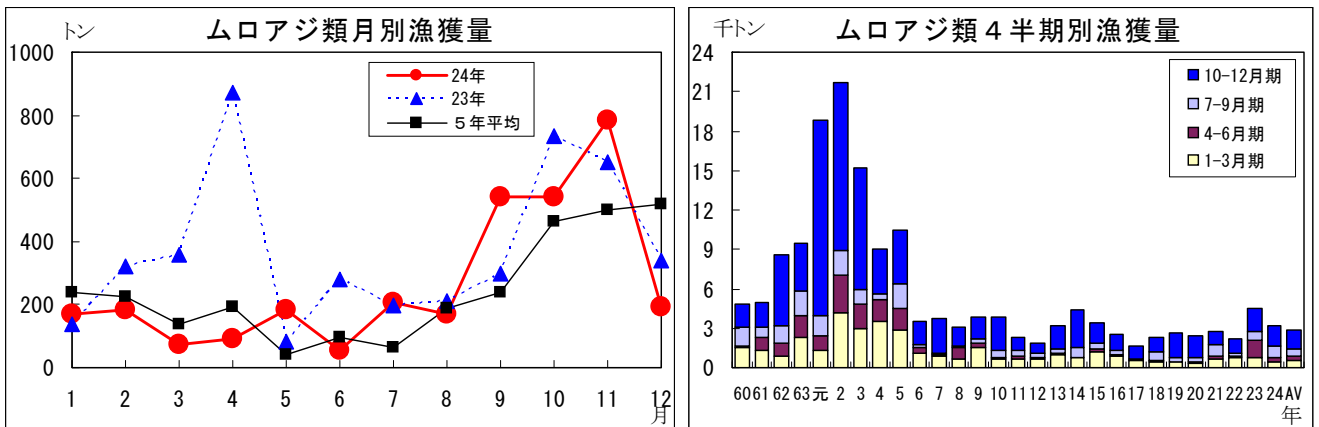 トン
ムロアジ類月別漁獲量
1000
800
600
400
200
0
24年
23年
５年平均
1 2 3 4 5 6 7 8 9 10 11 12
月
千トン
ムロアジ類４半期別漁獲量
24
21
18
15
12
9
6
3
0
10-12月期
7-9月期
4-6月期
1-3月期
60 61 62 63 元 2 3 4 5 6 7 8 9 10 11 12 13 14 15 16 17 18 19 20 21 22 23 24 AV
年